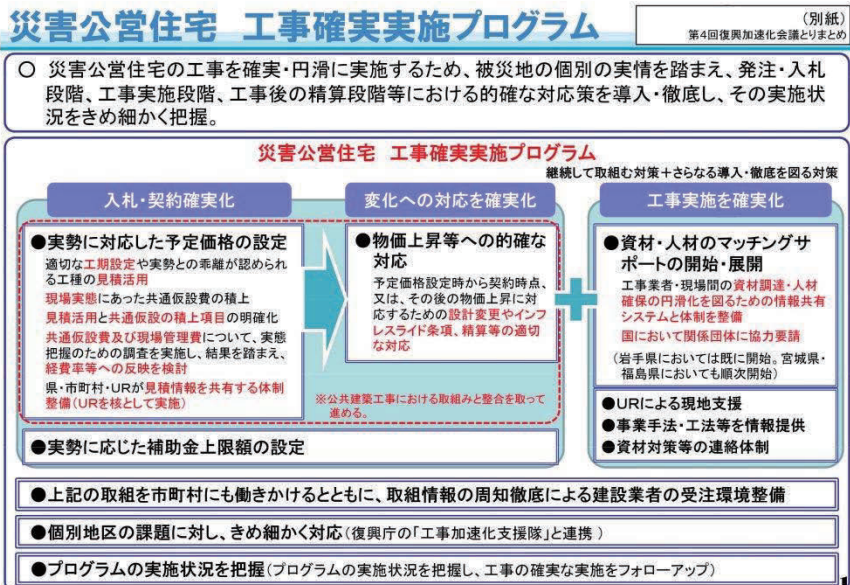 災害公営住宅 工事確実実施プログラム
(別紙)
第4回復興加速化会議とりまとめ
○ 災害公営住宅の工事を確実・円滑に実施するため、被災地の個別の実情を踏まえ、発注・入札
段階、工事実施段階、工事後の精算段階等における的確な対応策を導入・徹底し、その実施状
況をきめ細かく把握。
災害公営住宅 工事確実実施プログラム
継続して取組む対策+さらなる導入・徹底を図る対策
入札・契約確実化
●実勢に対応した予定価格の設定
適切な工期設定や実勢との乖離が認められ
る工種の見積活用
現場実態にあった共通仮設費の積上
見積活用と共通仮設の積上項目の明確化
共通仮設費及び現場管理費について、実態
把握のための調査を実施し、結果を踏まえ、
経費率等への反映を検討
県・市町村・URが見積情報を共有する体制
整備(URを核として実施)
変化への対応を確実化
●物価上昇等への的確な
対応
予定価格設定時から契約時点、
又は、その後の物価上昇に対
応するための設計変更やインフ
レスライド条項、精算等の適切
な対応
※公共建築工事における取組みと整合を取って
進める。
●実勢に応じた補助金上限額の設定
工事実施を確実化
●資材・人材のマッチングサ
ポートの開始・展開
工事業者・現場間の資材調達・人材
確保の円滑化を図るための情報共有
システムと体制を整備
国において関係団体に協力要請
(岩手県においては既に開始。宮城県・
福島県においても順次開始)
●URによる現地支援
●事業手法・工法等を情報提供
●資材対策等の連絡体制
●上記の取組を市町村にも働きかけるとともに、取組情報の周知徹底による建設業者の受注環境整備
●個別地区の課題に対し、きめ細かく対応(復興庁の「工事加速化支援隊」と連携)
●プログラムの実施状況を把握(プログラムの実施状況を把握し、工事の確実な実施をフォローアップ)